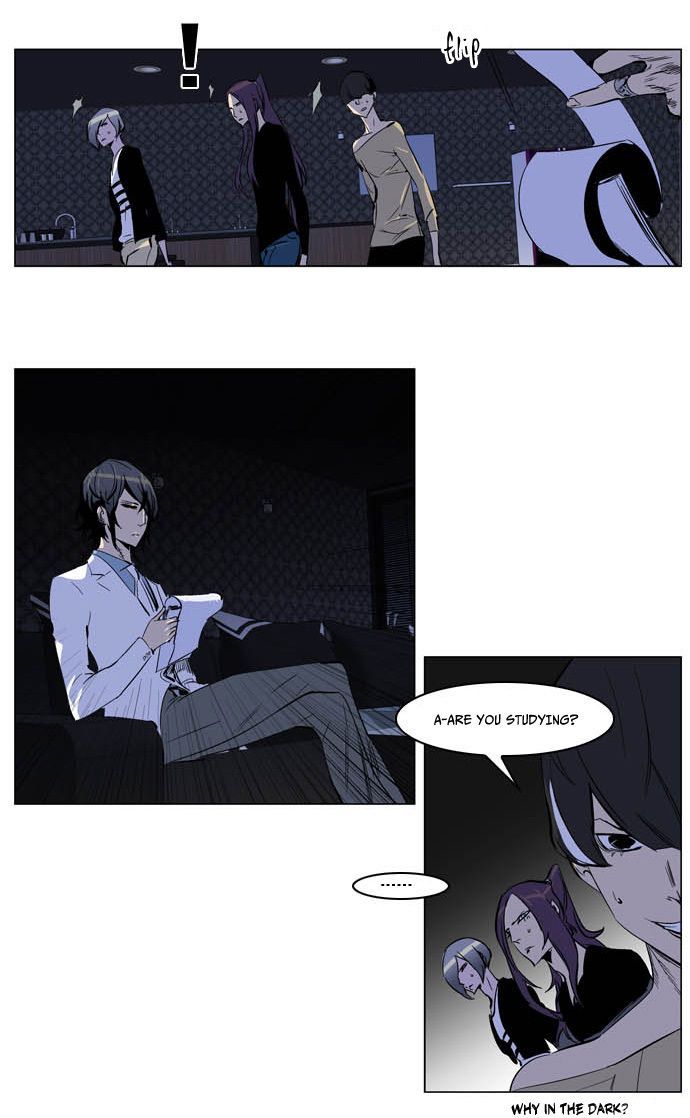 !
flip
A-ARE YOU STUDYING?
------
WHY IN THE DARK?